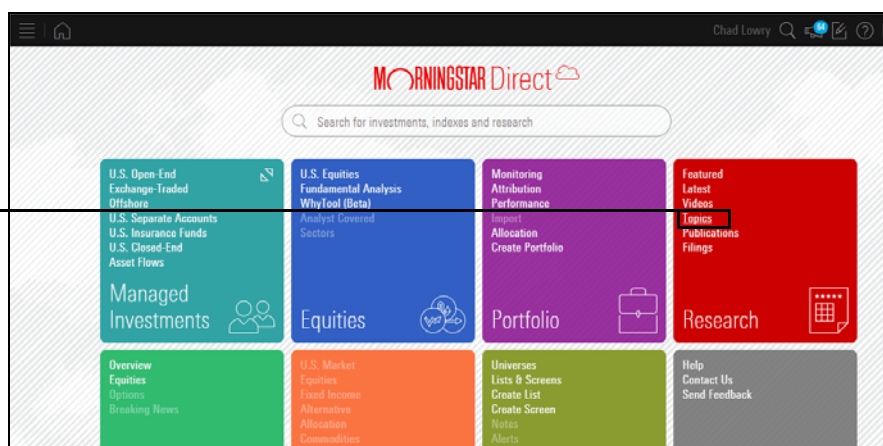 Chad Lowry
64
MORNINGSTAR Direct
Search for investments, indexes and research
U.S. Open-End
Exchange-Traded
Offshore
U.S. Separate Accounts
U.S. Insurance Funds
U.S. Closed-End
Asset Flows
Managed
Investments
U.S. Equities
Fundamental Analysis
WhyTool (Beta)
Analyst Covered
Sectors
Equities
Monitoring
Attribution
Performance
Import
Allocation
Create Portfolio
Portfolio
Featured
Latest
Videos
Topics
Publications
Filings
Research
Overview
Equities
Options
Breaking News
U.S. Market
Equities
Fixed Income
Alternative
Allocation
Commodities
Universes
Lists & Screens
Create List
Create Screen
Notes
Alerts
Help
Contact Us
Send Feedback